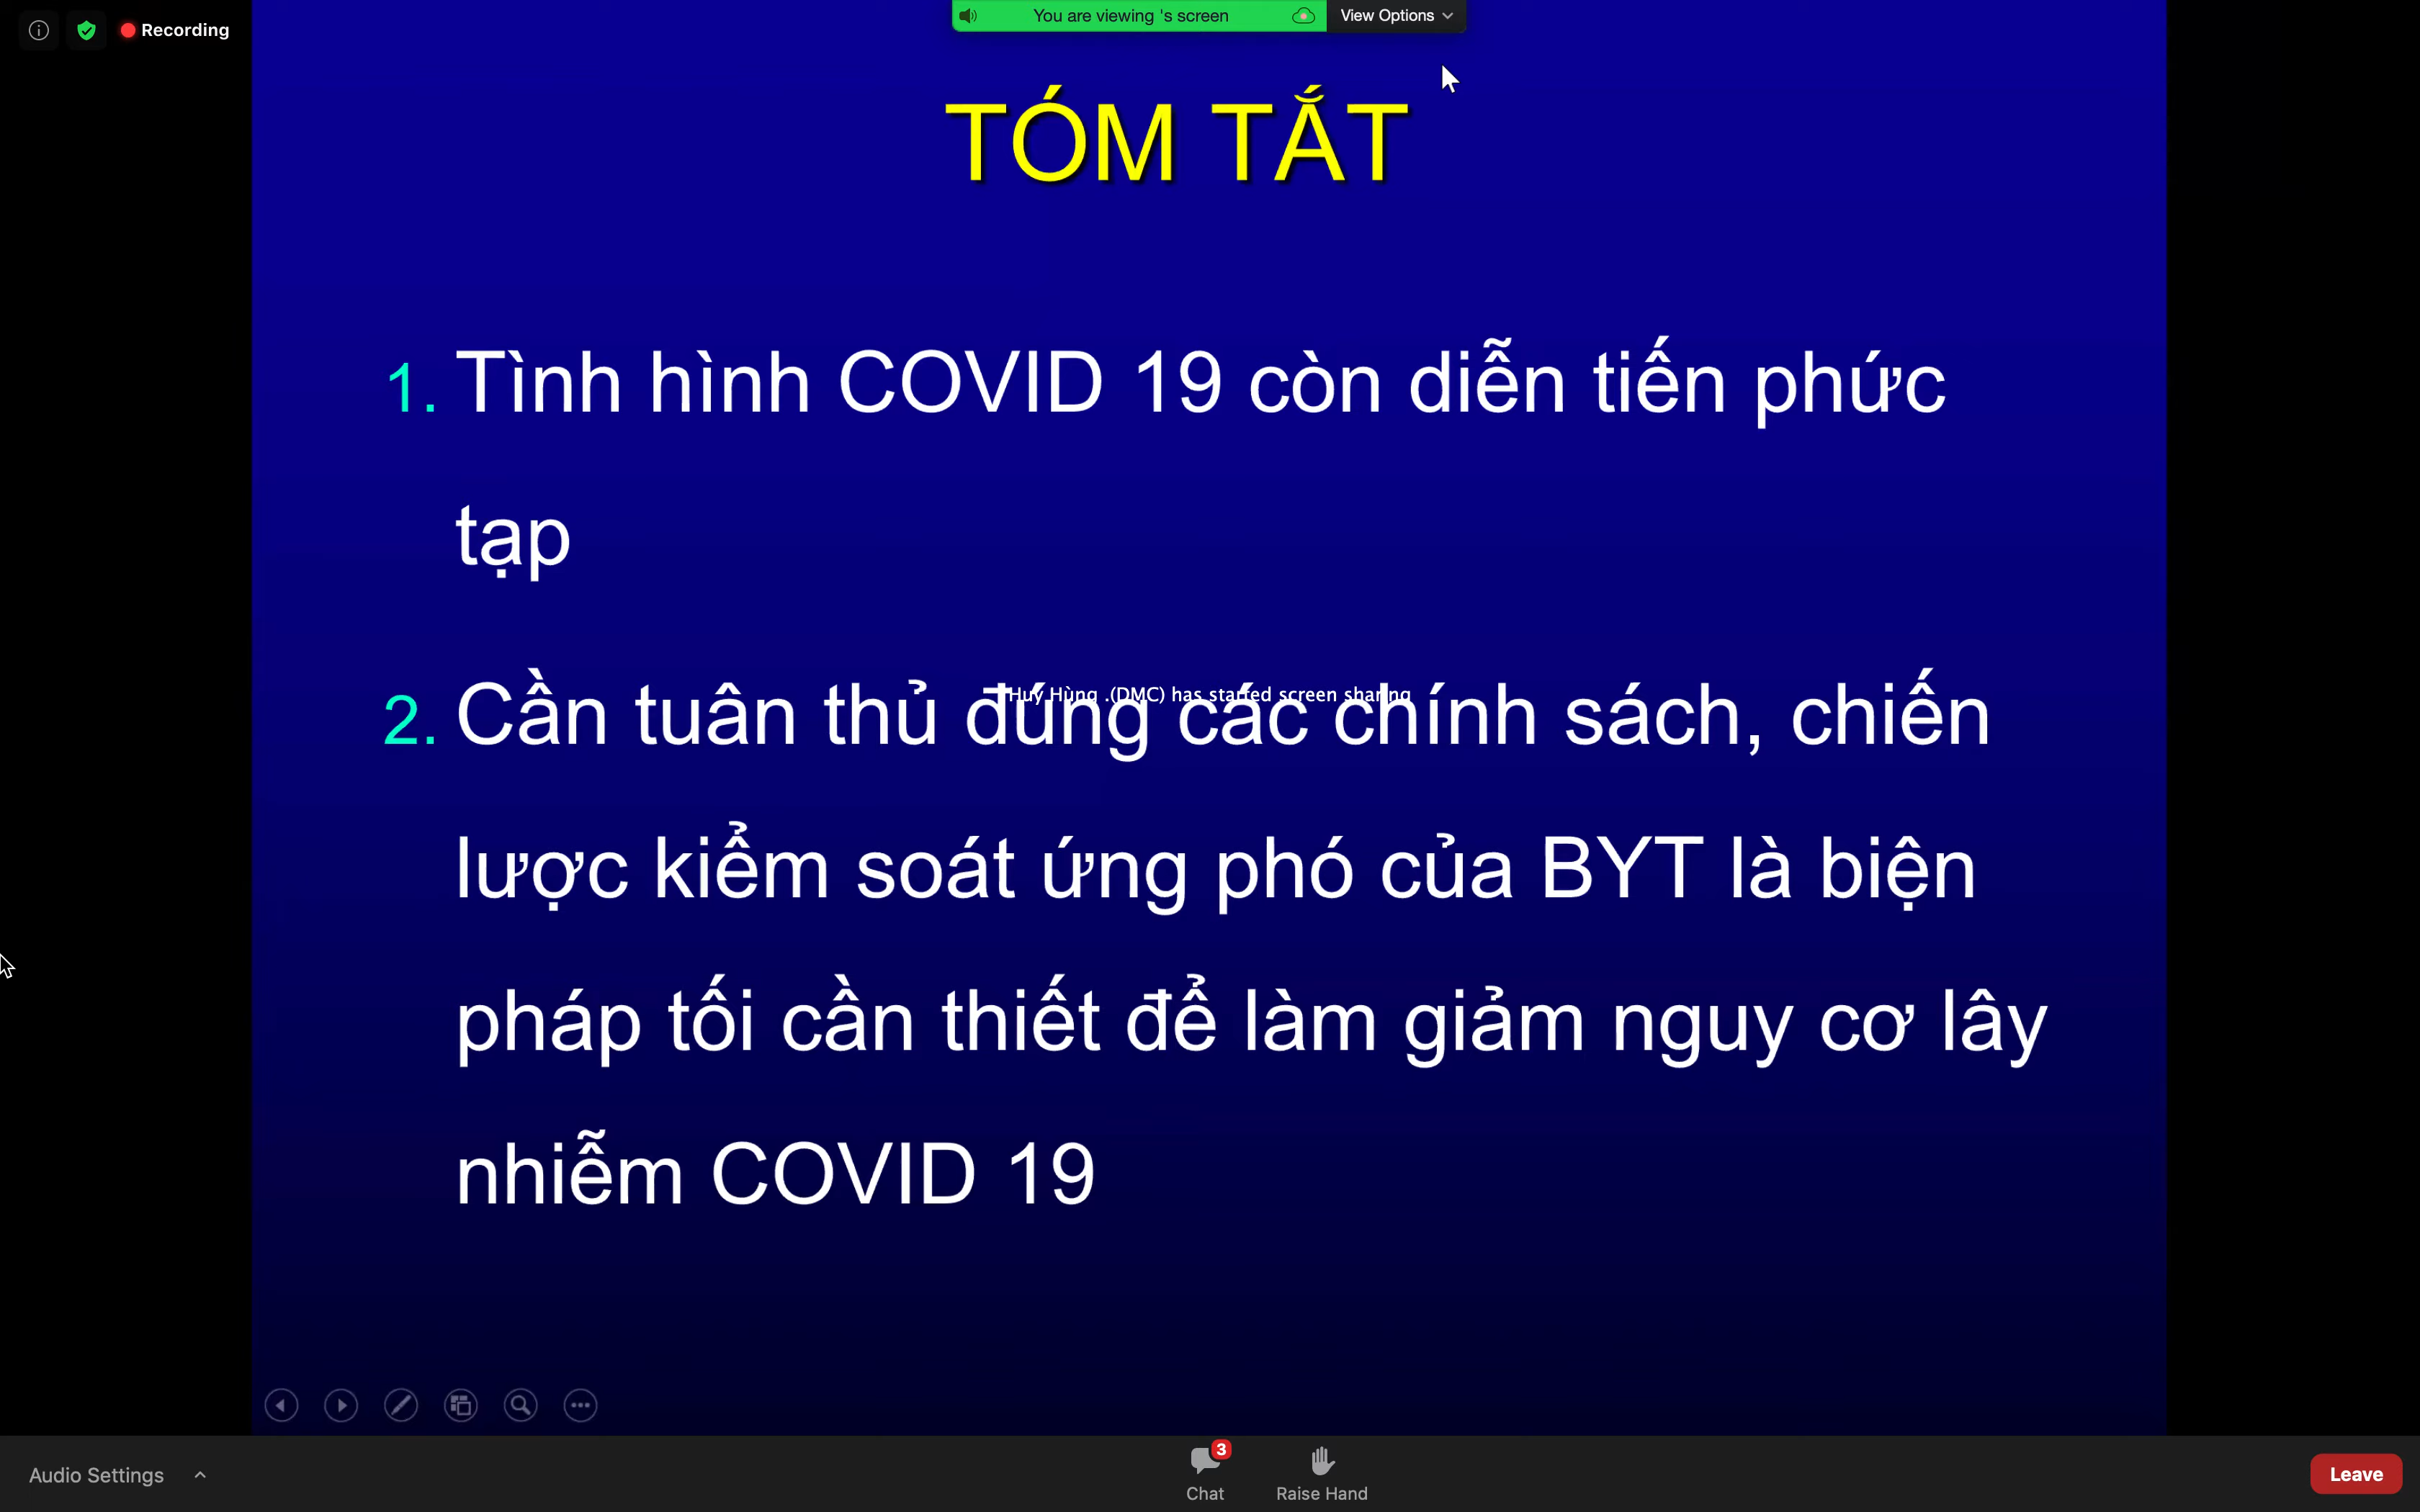 Recording
You are viewing 's screen
View Options
TÓM TẮT
1. Tình hình COVID 19 còn diễn tiến phức
tạp
2. Cần tuân thủ đúng các chính sách, chiến
Huy Hùng .(DMC) has started screen sharing
lược kiểm soát ứng phó của BYT là biện
pháp tối cần thiết để làm giảm nguy cơ lây
nhiễm COVID 19
Audio Settings
3
Chat
Raise Hand
Leave